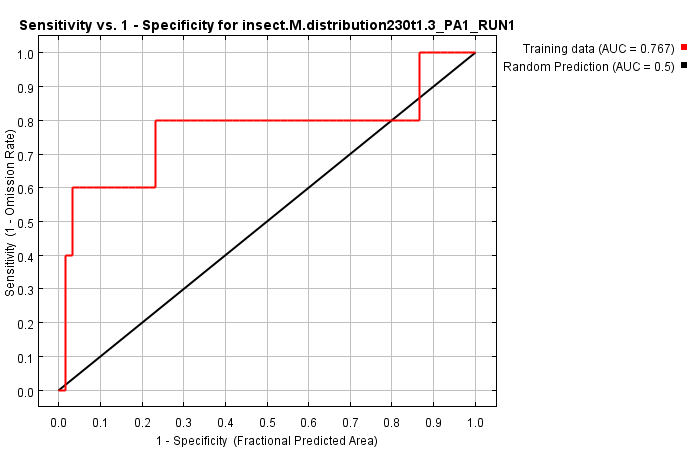 Sensitivity vs. 1 - Specificity for insect.M.distribution230t1.3_PA1_RUN1
Training data (AUC = 0.767)
Random Prediction (AUC = 0.5)
Sensitivity (1 - Omission Rate)
1.0
0.9
0.8
0.7
0.6
0.5
0.4
0.3
0.2
0.1
0.0
0.0 0.1 0.2 0.3 0.4 0.5 0.6 0.7 0.8 0.9 1.0
1 - Specificity (Fractional Predicted Area)